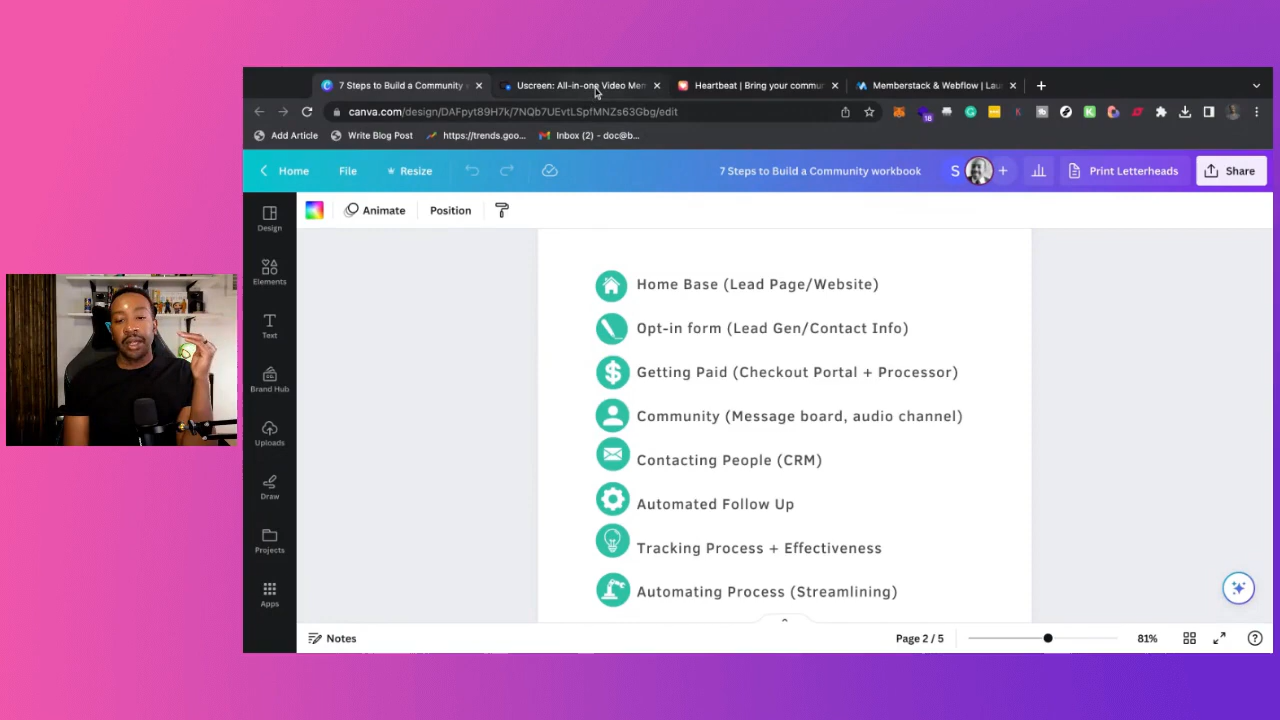 7 Steps to Build a Community
Uscreen: All-in-one Video Mem
Heartbeat | Bring your commun
Memberstack & Webflow | Lau
canva.com/design/DAFpyt89H7k/7NQb7UEvtLSpfMNZs63Gbg/edit
18
Add Article
Write Blog Post
https://trends.goo...
Inbox (2) - doc@b...
Home
File
Resize
7 Steps to Build a Community workbook
S
Print Letterheads
Share
Animate
Position
Design
Elements
Text
Brand Hub
Uploads
Draw
Projects
Apps
Home Base (Lead Page/Website)
Opt-in form (Lead Gen/Contact Info)
Getting Paid (Checkout Portal + Processor)
Community (Message board, audio channel)
Contacting People (CRM)
Automated Follow Up
Tracking Process + Effectiveness
Automating Process (Streamlining)
Notes
Page 2 / 5
81%